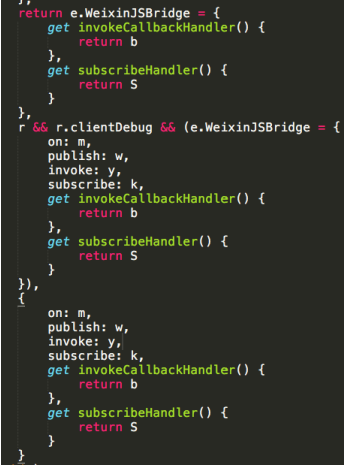 },
return e.WeixinJSBridge = {
get invokeCallbackHandler() {
return b
},
get subscribeHandler() {
return S
}
},
r && r.clientDebug && (e.WeixinJSBridge = {
on: m,
publish: w,
invoke: y,
subscribe: k,
get invokeCallbackHandler() {
return b
},
get subscribeHandler() {
return S
}
}),
{
on: m,
publish: w,
invoke: y,
subscribe: k,
get invokeCallbackHandler() {
return b
},
get subscribeHandler() {
return S
}
}